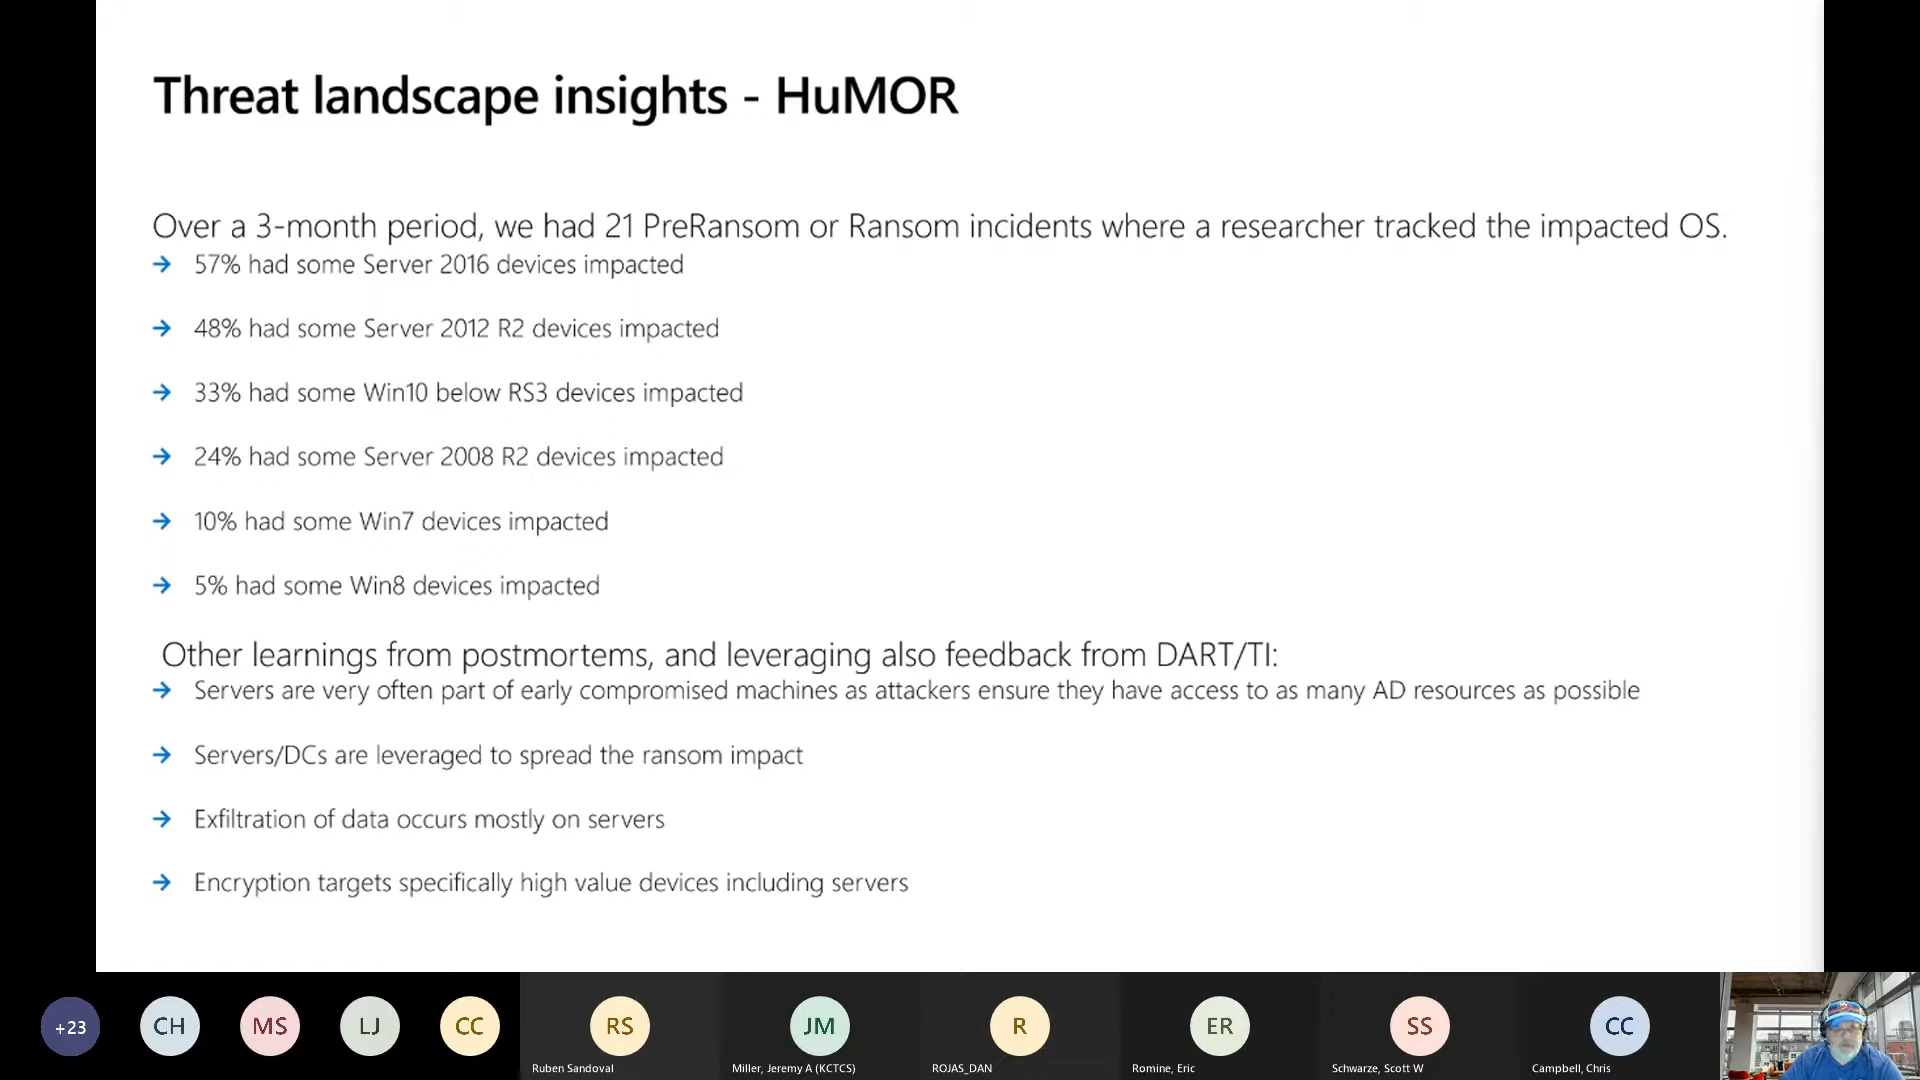 Threat landscape insights - HuMOR
Over a 3-month period, we had 21 PreRansom or Ransom incidents where a researcher tracked the impacted OS.
→ 57% had some Server 2016 devices impacted
→ 48% had some Server 2012 R2 devices impacted
→ 33% had some Win10 below RS3 devices impacted
→ 24% had some Server 2008 R2 devices impacted
→ 10% had some Win7 devices impacted
→ 5% had some Win8 devices impacted
Other learnings from postmortems, and leveraging also feedback from DART/TI:
→ Servers are very often part of early compromised machines as attackers ensure they have access to as many AD resources as possible
→ Servers/DCs are leveraged to spread the ransom impact
→ Exfiltration of data occurs mostly on servers
→ Encryption targets specifically high value devices including servers
+23 CH MS LJ CC RS JM R ER SS CC
Ruben Sandoval Miller, Jeremy A (KCTCS) ROJAS_DAN Romine, Eric Schwarze, Scott W Campbell, Chris